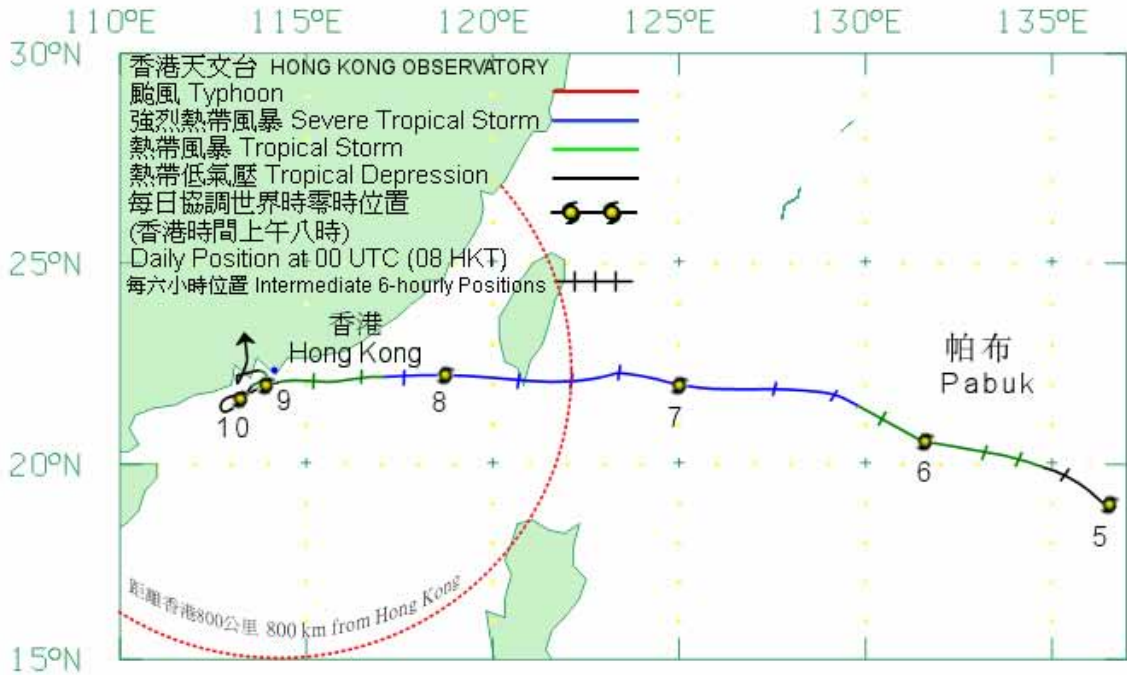 110°E 115°E 120°E 125°E 130°E 135°E
30°N
香港天文台 HONG KONG OBSERVATORY
颱風 Typhoon
強烈熱帶風暴 Severe Tropical Storm
熱帶風暴 Tropical Storm
熱帶低氣壓 Tropical Depression
每日協調世界時零時位置
(香港時間上午八時)
Daily Position at 00 UTC (08 HKT)
25°N
每六小時位置 Intermediate 6-hourly Positions
香港
Hong Kong
帕布
Pabuk
10 9 8 7 6 5
20°N
距離香港800公里 800 km from Hong Kong
15°N